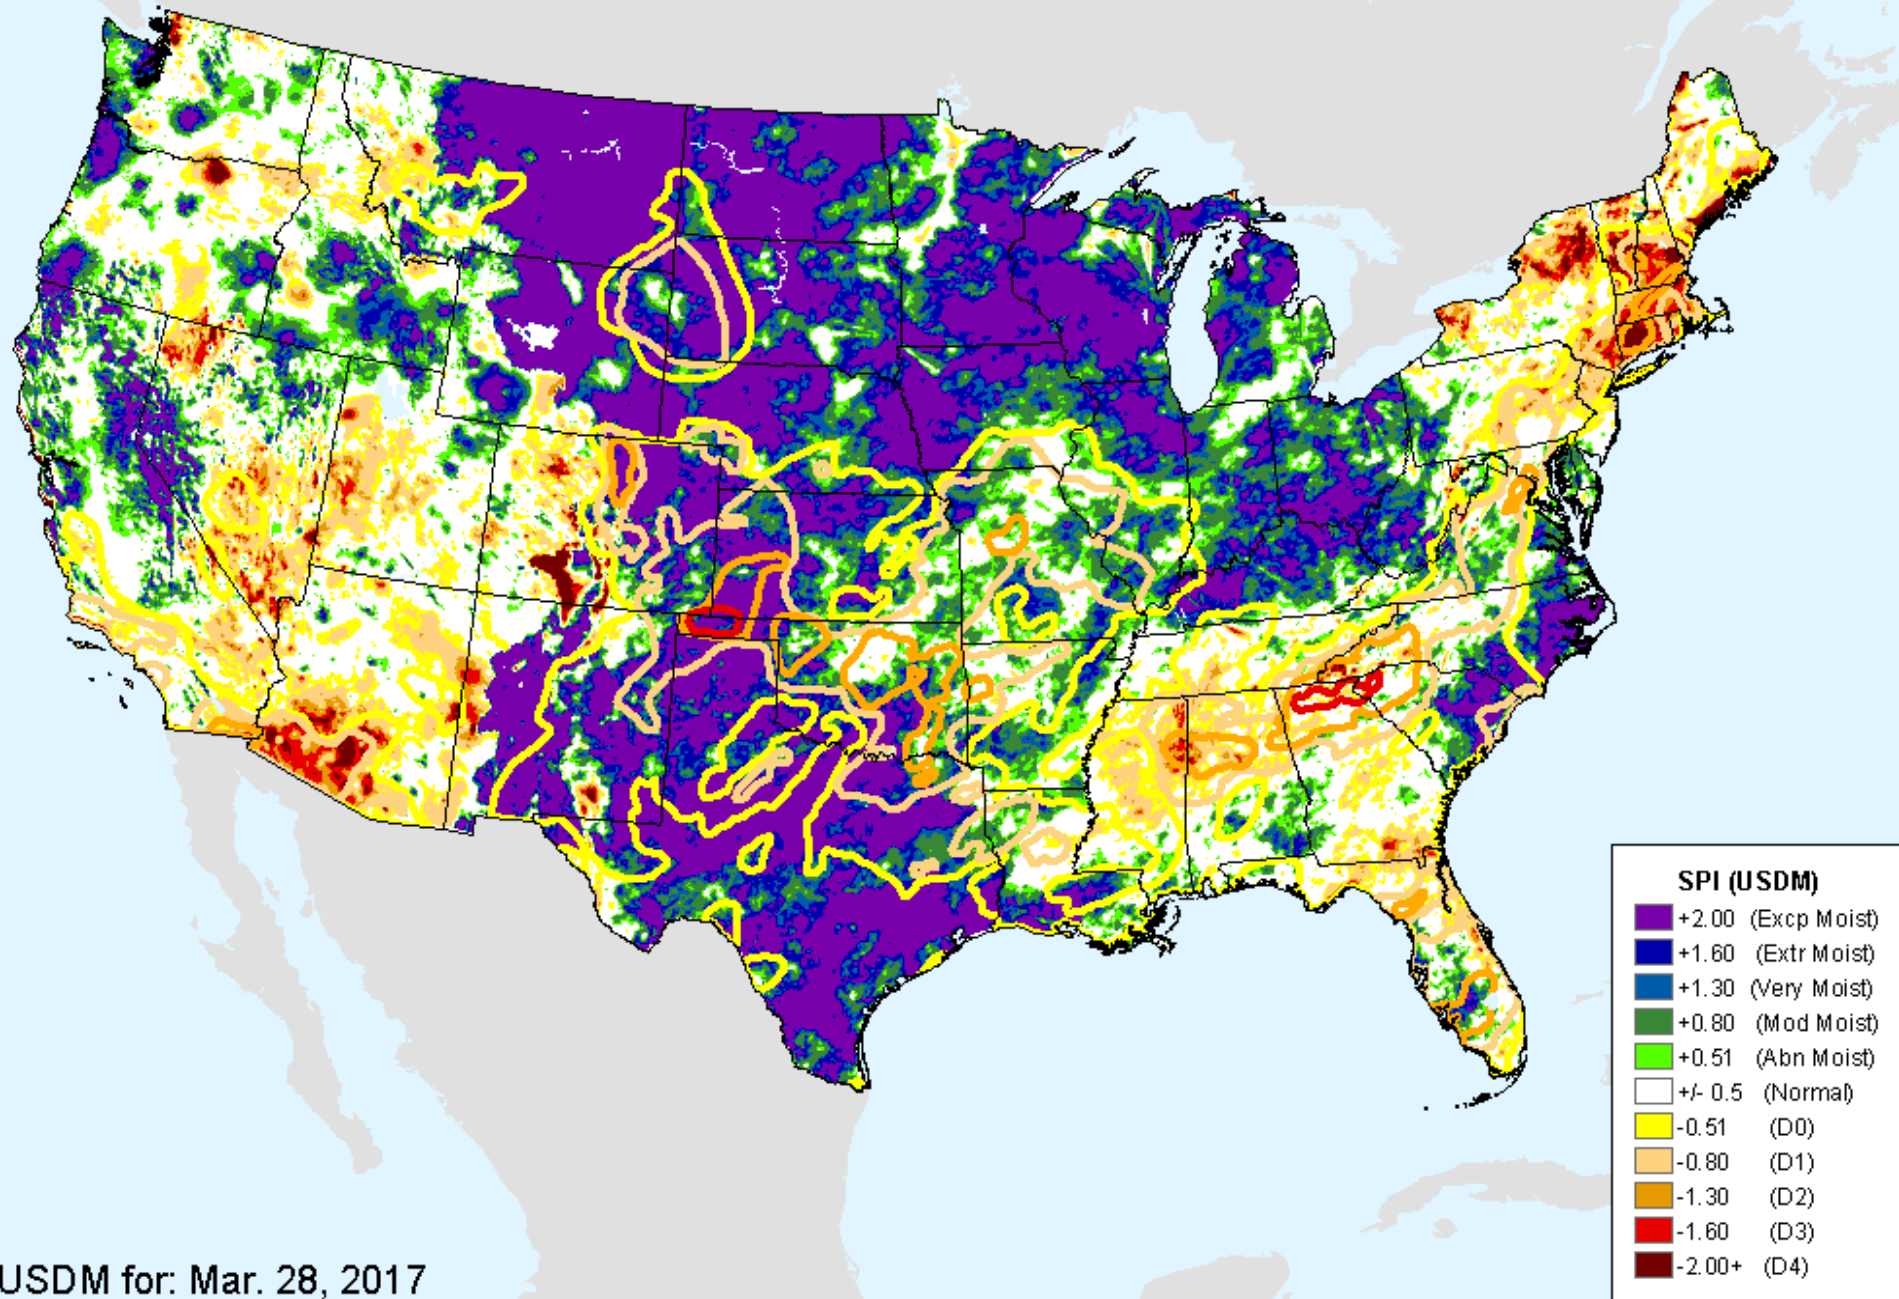 SPI (USDM)
+2.00 (Excp Moist)
+1.60 (Extr Moist)
+1.30 (Very Moist)
+0.80 (Mod Moist)
+0.51 (Abn Moist)
+/- 0.5 (Normal)
-0.51 (D0)
-0.80 (D1)
-1.30 (D2)
-1.60 (D3)
-2.00+ (D4)
USDM for: Mar. 28, 2017